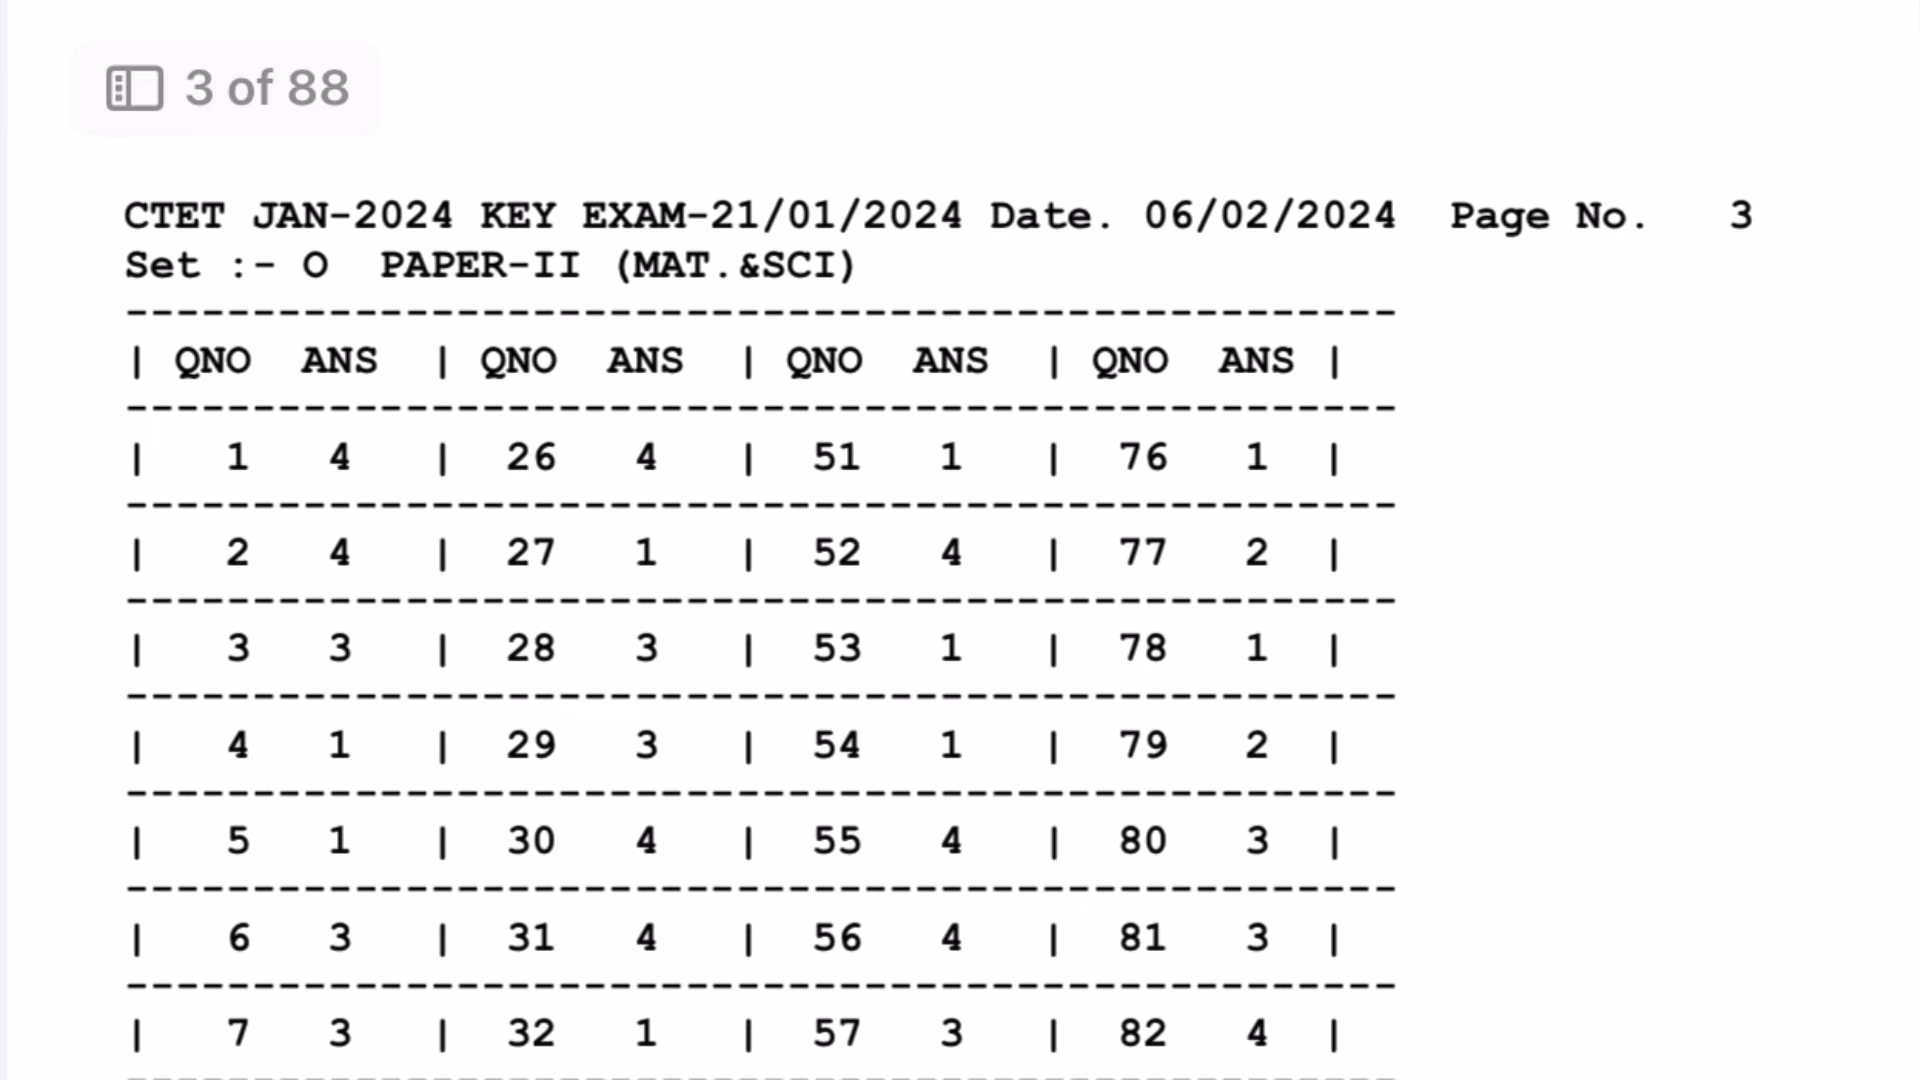 3 of 88
CTET JAN-2024 KEY EXAM-21/01/2024 Date. 06/02/2024 Page No. 3
Set :- O PAPER-II (MAT.&SCI)
------------------------------------------------
| QNO ANS | QNO ANS | QNO ANS | QNO ANS |
------------------------------------------------
| 1 4 | 26 4 | 51 1 | 76 1 |
------------------------------------------------
| 2 4 | 27 1 | 52 4 | 77 2 |
------------------------------------------------
| 3 3 | 28 3 | 53 1 | 78 1 |
------------------------------------------------
| 4 1 | 29 3 | 54 1 | 79 2 |
------------------------------------------------
| 5 1 | 30 4 | 55 4 | 80 3 |
------------------------------------------------
| 6 3 | 31 4 | 56 4 | 81 3 |
------------------------------------------------
| 7 3 | 32 1 | 57 3 | 82 4 |
------------------------------------------------